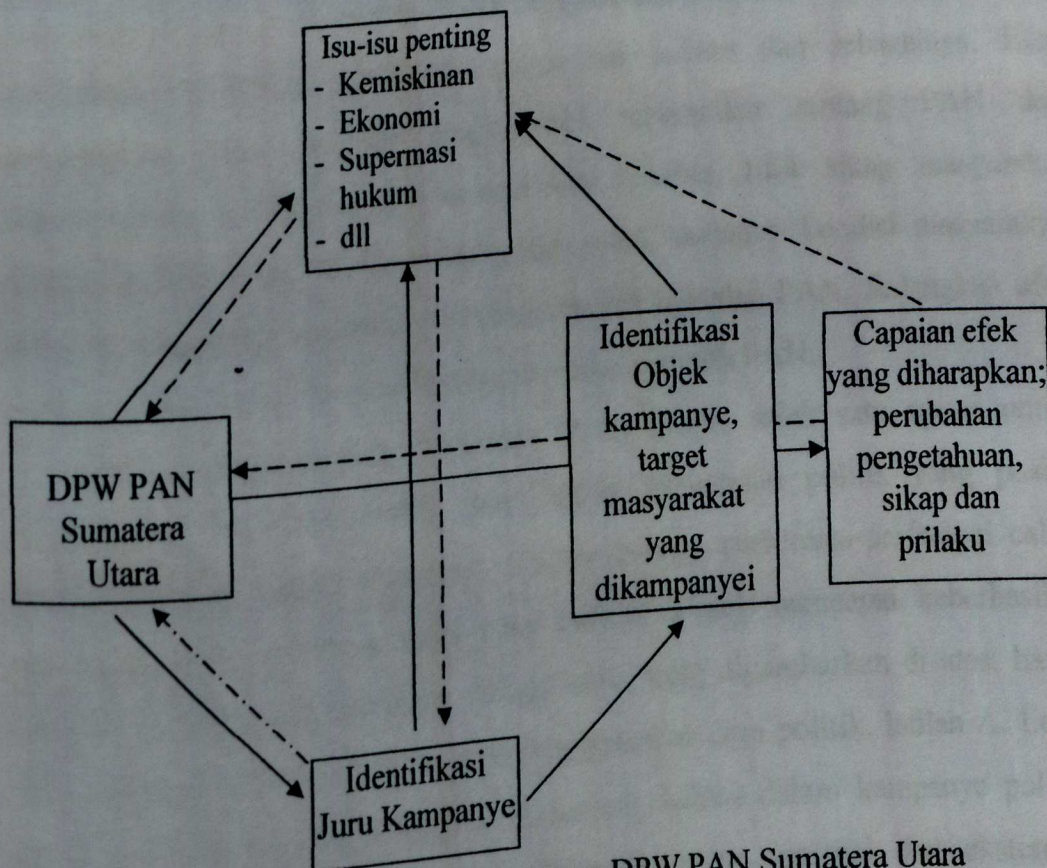 Isu-isu penting
- Kemiskinan
- Ekonomi
- Supermasi
hukum
- dll
DPW PAN
Sumatera
Utara
Identifikasi
Objek
kampanye,
target
masyarakat
yang
dikampanyei
Capaian efek
yang diharapkan;
perubahan
pengetahuan,
sikap dan
prilaku
Identifikasi
Juru Kampanye
DPW PAN Sumatera Utara